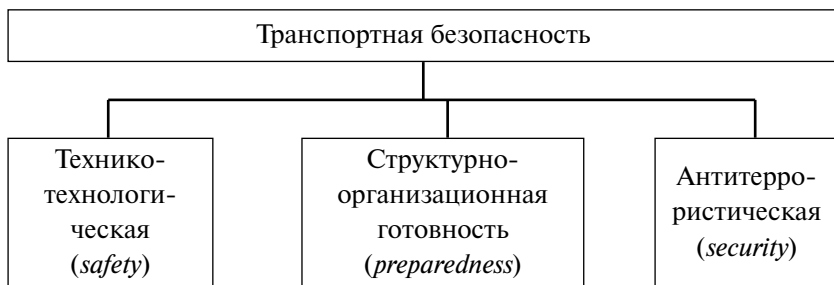 Транспортная безопасность
Технико-
технологи-
ческая
(safety)
Структурно-
организационная
готовность
(preparedness)
Антитерро-
ристическая
(security)